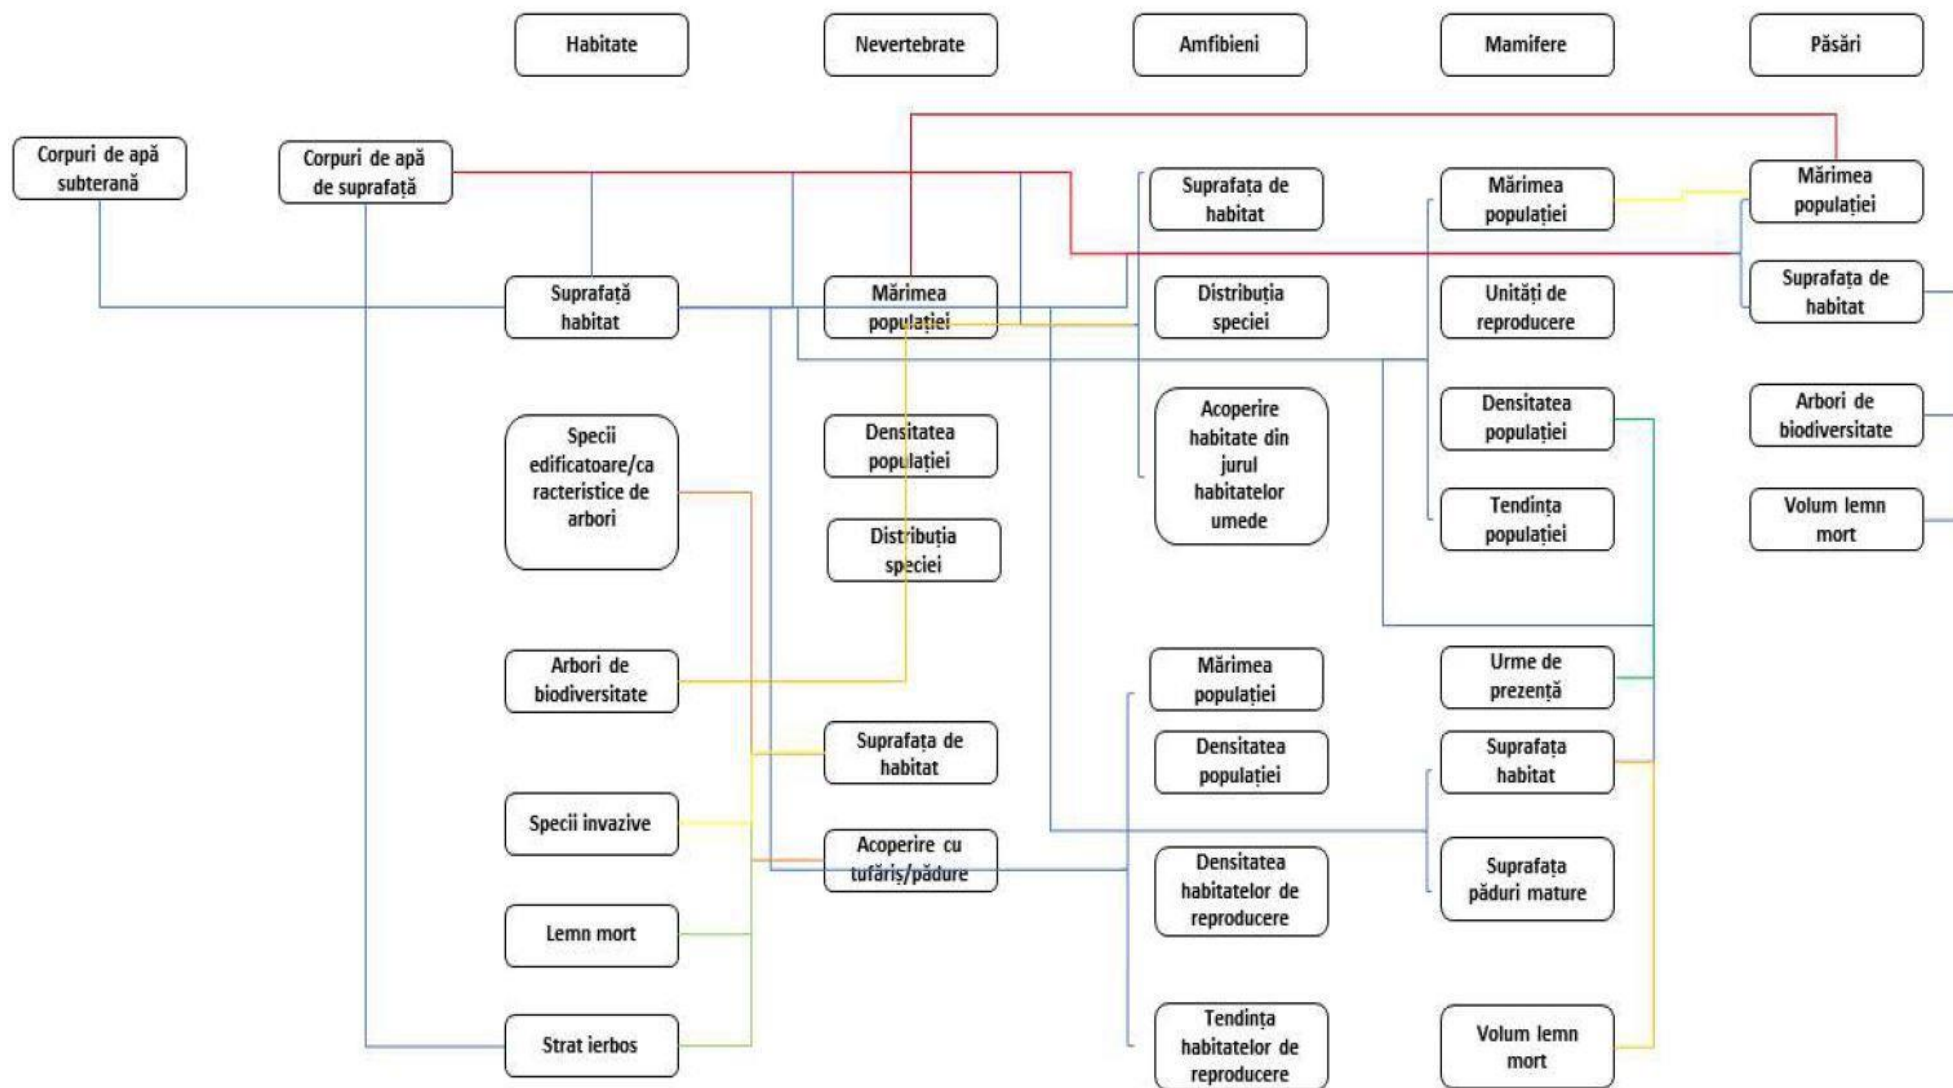 Habitate
Nevertebrate
Amfibieni
Mamifere
Păsări
Corpuri de apă
subterană
Corpuri de apă
de suprafață
Suprafață
habitat
Specii
edificatoare/ca
racteristice de
arbori
Arbori de
biodiversitate
Specii invazive
Lemn mort
Strat ierbos
Mărimea
populației
Densitatea
populației
Distribuția
speciei
Suprafața de
habitat
Acoperire cu
tufăriș/pădure
Suprafața de
habitat
Distribuția
speciei
Acoperire
habitate din
jurul
habitatelor
umede
Mărimea
populației
Densitatea
populației
Densitatea
habitatelor de
reproducere
Tendința
habitatelor de
reproducere
Mărimea
populației
Unități de
reproducere
Densitatea
populației
Tendința
populației
Urme de
prezență
Suprafața
habitat
Suprafața
păduri mature
Volum lemn
mort
Mărimea
populației
Suprafața de
habitat
Arbori de
biodiversitate
Volum lemn
mort